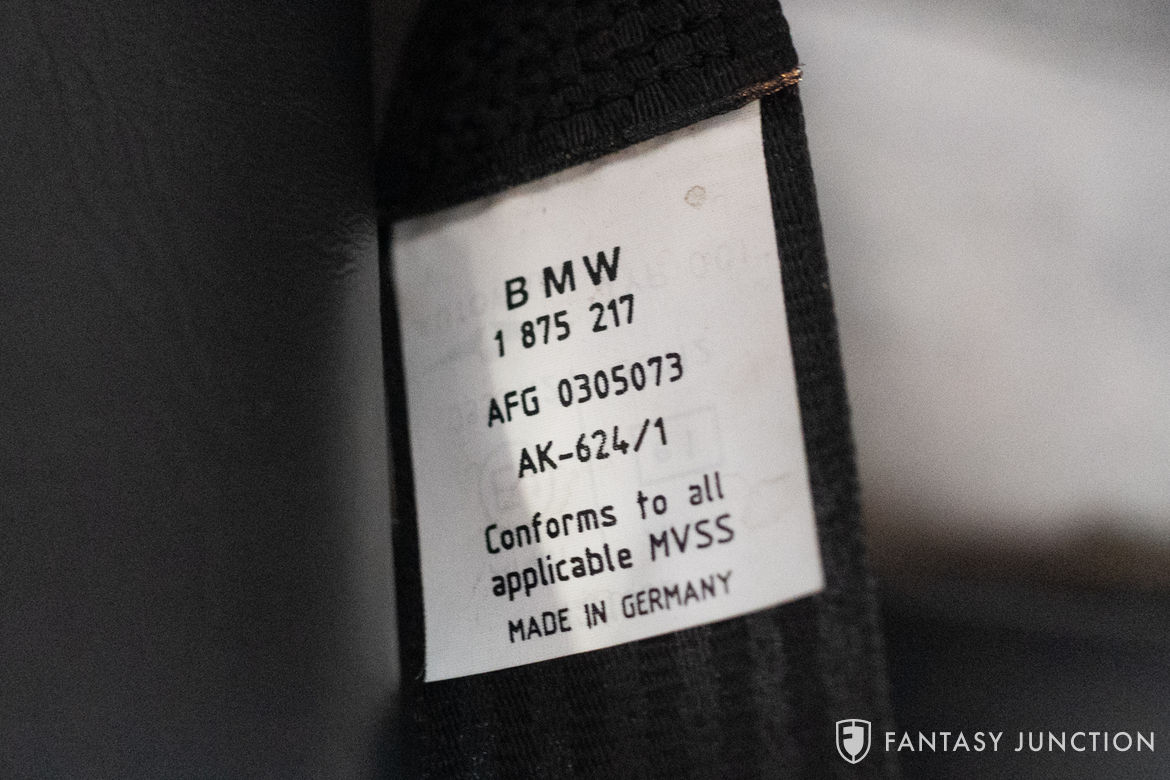 BMW
1 875 217
AFG 0305073
AK-624/1
Conforms to all
applicable MVSS
MADE IN GERMANY
FANTASY JUNCTION